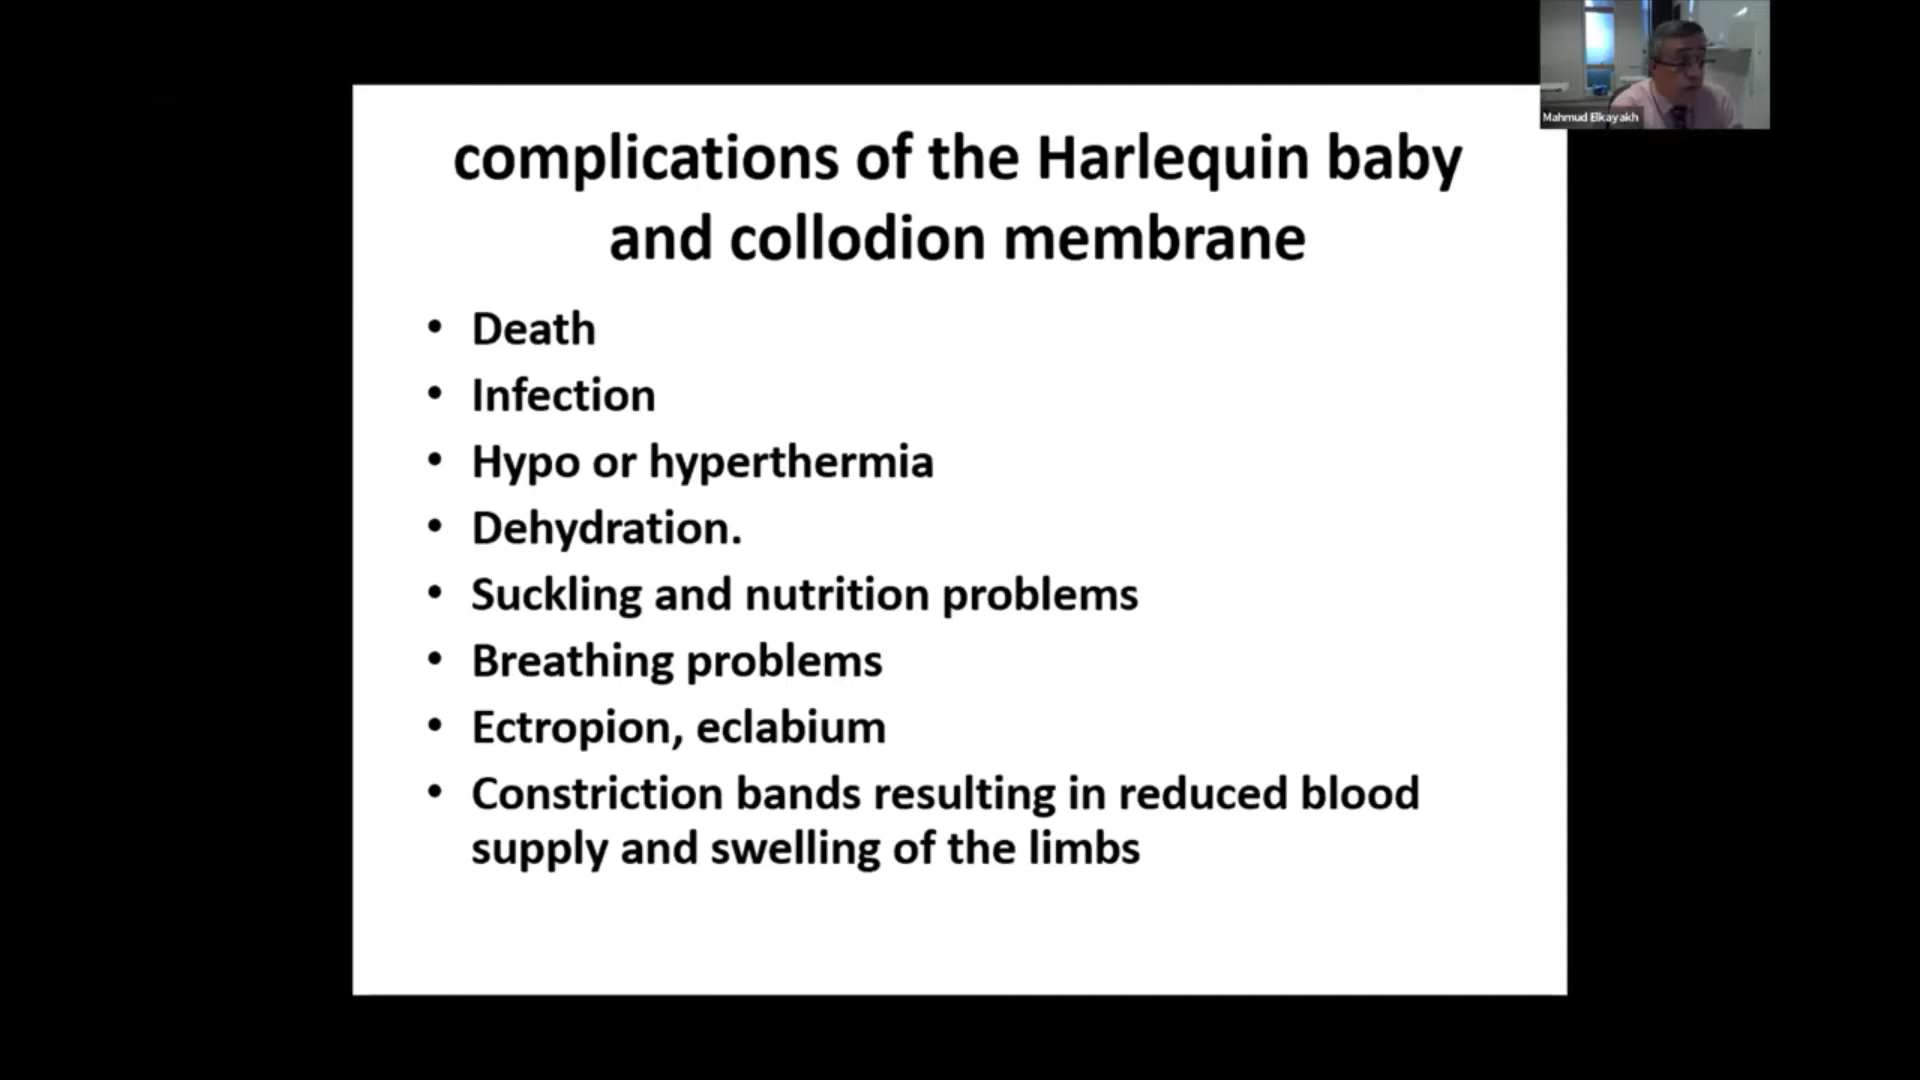 Mahmud Elkayakh
complications of the Harlequin baby
and collodion membrane
• Death
• Infection
• Hypo or hyperthermia
• Dehydration.
• Suckling and nutrition problems
• Breathing problems
• Ectropion, eclabium
• Constriction bands resulting in reduced blood
supply and swelling of the limbs